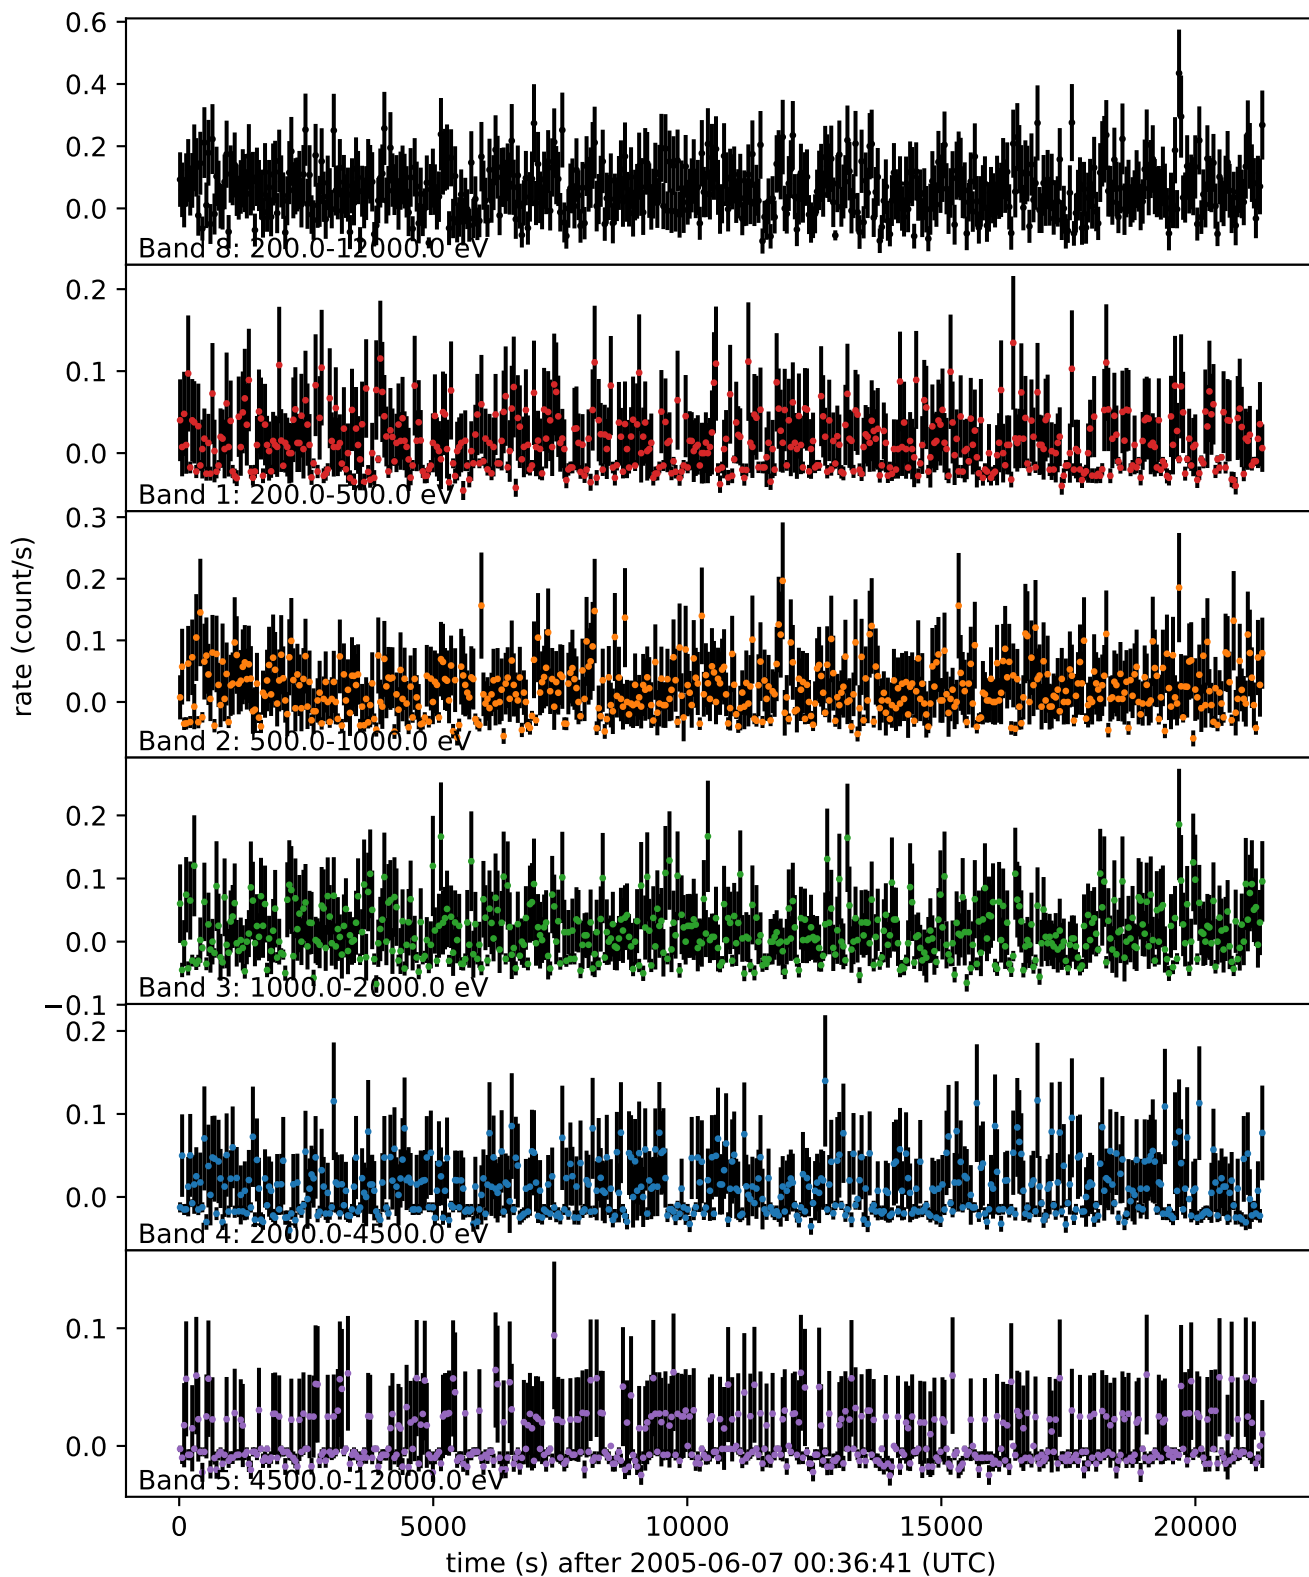 0.6
0.4
0.2
0.0
Band 8: 200.0-12000.0 eV
0.2
0.1
0.0
Band 1: 200.0-500.0 eV
0.3
0.2
0.1
0.0
Band 2: 500.0-1000.0 eV
rate (count/s)
0.2
0.1
0.0
−0.1
Band 3: 1000.0-2000.0 eV
0.2
0.1
0.0
Band 4: 2000.0-4500.0 eV
0.1
0.0
Band 5: 4500.0-12000.0 eV
0 5000 10000 15000 20000
time (s) after 2005-06-07 00:36:41 (UTC)